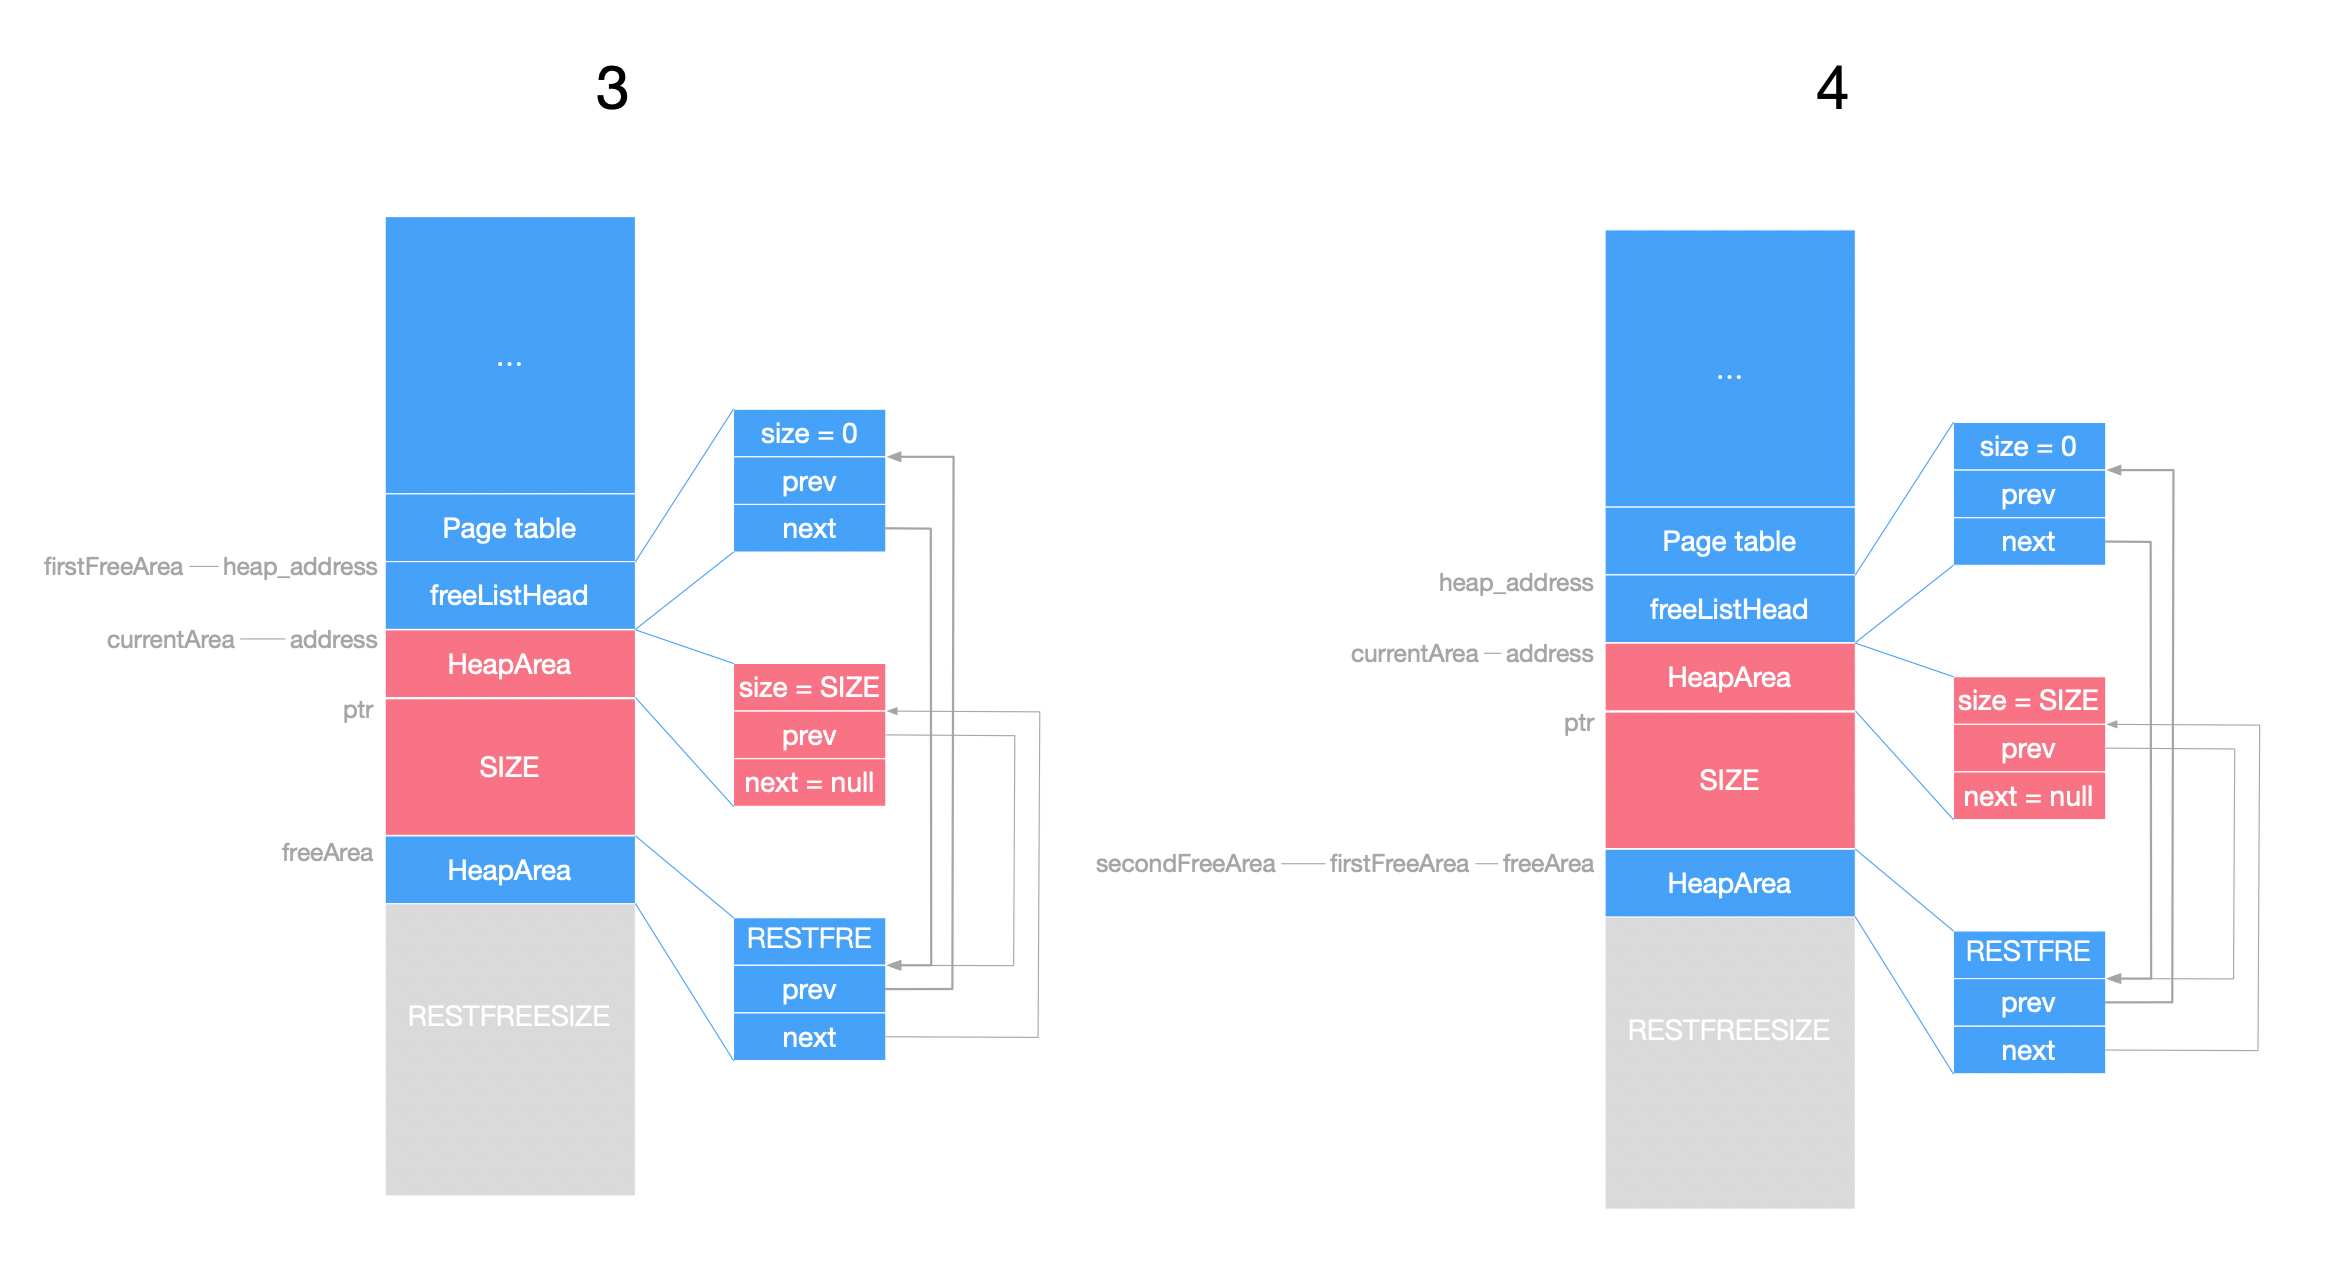 3
...
size = 0
prev
Page table
next
firstFreeArea
heap_address
freeListHead
currentArea
address
HeapArea
size = SIZE
ptr
prev
SIZE
next = null
freeArea
HeapArea
RESTFRE
prev
RESTFREESIZE
next
4
...
size = 0
prev
Page table
next
heap_address
freeListHead
currentArea
address
HeapArea
size = SIZE
ptr
prev
SIZE
next = null
secondFreeArea
firstFreeArea
freeArea
HeapArea
RESTFRE
prev
RESTFREESIZE
next